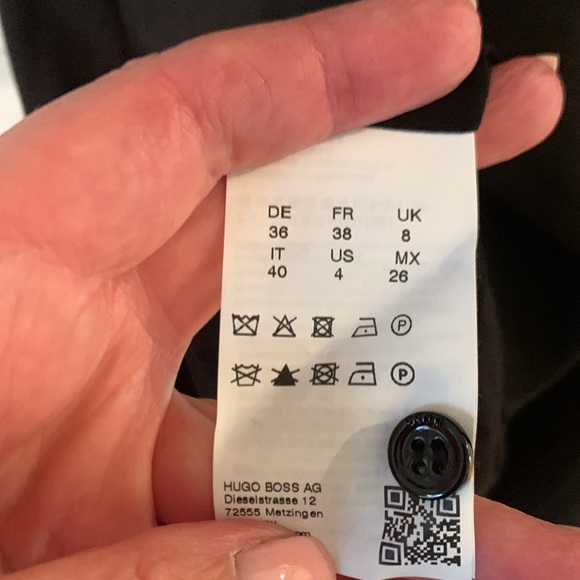 DE FR UK
36 38 8
IT US MX
40 4 26
P
P
HUGO BOSS AG
Dieselstrasse 12
72555 Metzingen